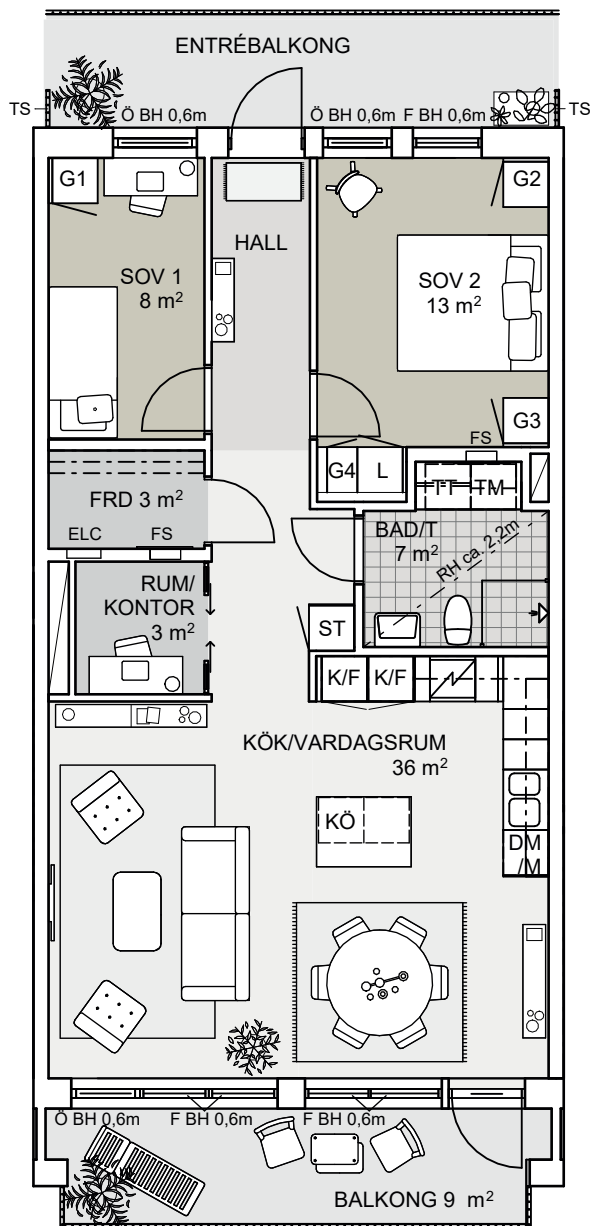 ENTRÉBALKONG
TS
TS
Ö BH 0,6m
Ö BH 0,6m
F BH 0,6m
G1
G2
HALL
SOV 1
8 m²
SOV 2
13 m²
G3
FS
G4
L
TT
TM
FRD 3 m²
ELC
FS
BAD/T
7 m²
RH ca. 2,2m
RUM/
KONTOR
3 m²
ST
K/F
K/F
KÖK/VARDAGSRUM
36 m²
KÖ
DM
/M
Ö BH 0,6m
F BH 0,6m
F BH 0,6m
BALKONG 9 m²